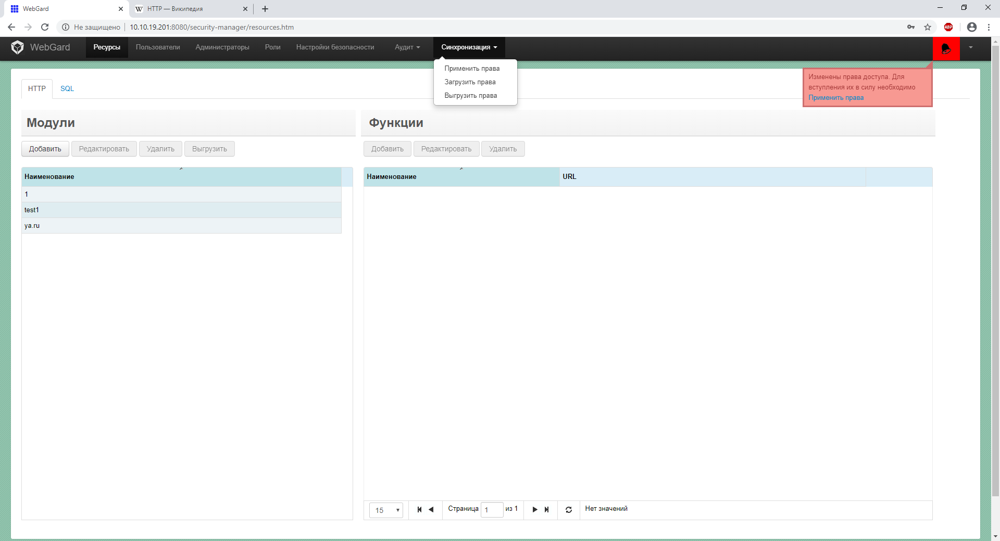 WebGard
HTTP — Википедия
Не защищено
10.10.19.201:8080/security-manager/resources.htm
ABP
WebGard
Ресурсы
Пользователи
Администраторы
Роли
Настройки безопасности
Аудит
Синхронизация
Применить права
Загрузить права
Выгрузить права
Изменены права доступа. Для
вступления их в силу необходимо
Применить права
HTTP
SQL
Модули
Функции
Добавить
Редактировать
Удалить
Выгрузить
Добавить
Редактировать
Удалить
Наименование
Наименование
URL
1
test1
ya.ru
15
Страница 1 из 1
Нет значений